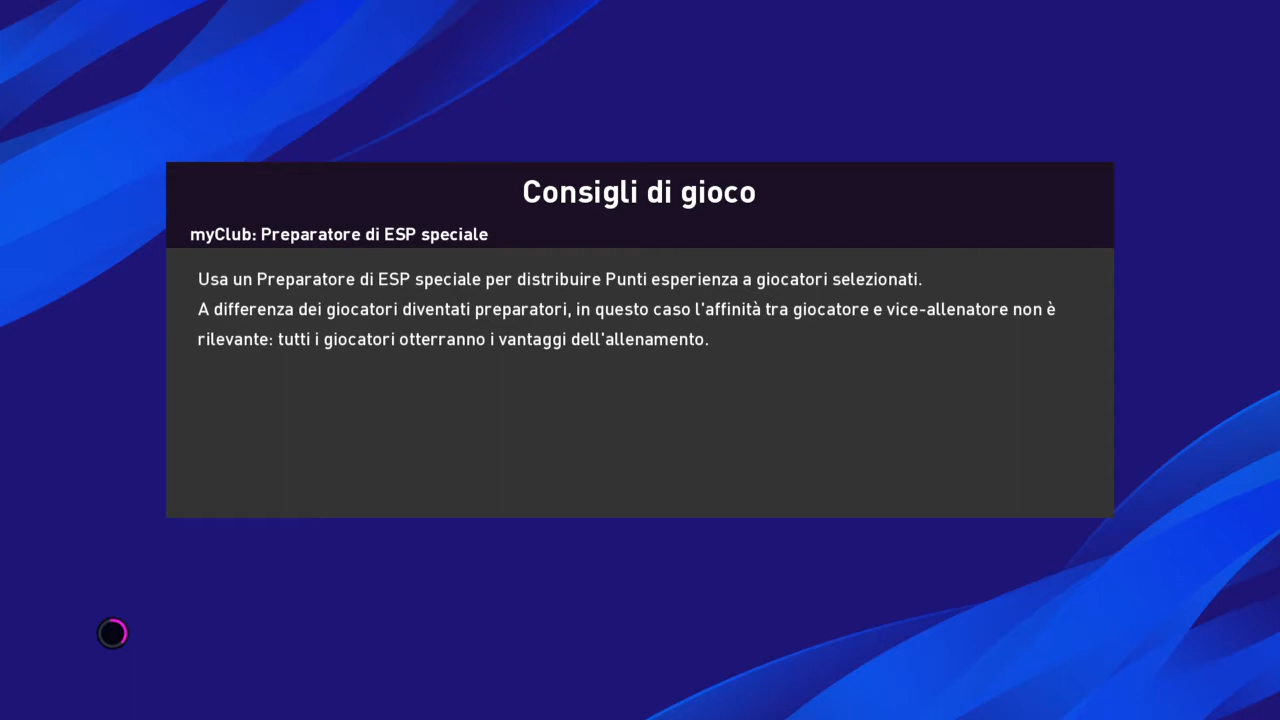 Consigli di gioco
myClub: Preparatore di ESP speciale
Usa un Preparatore di ESP speciale per distribuire Punti esperienza a giocatori selezionati.
A differenza dei giocatori diventati preparatori, in questo caso l'affinità tra giocatore e vice-allenatore non è
rilevante: tutti i giocatori otterranno i vantaggi dell'allenamento.